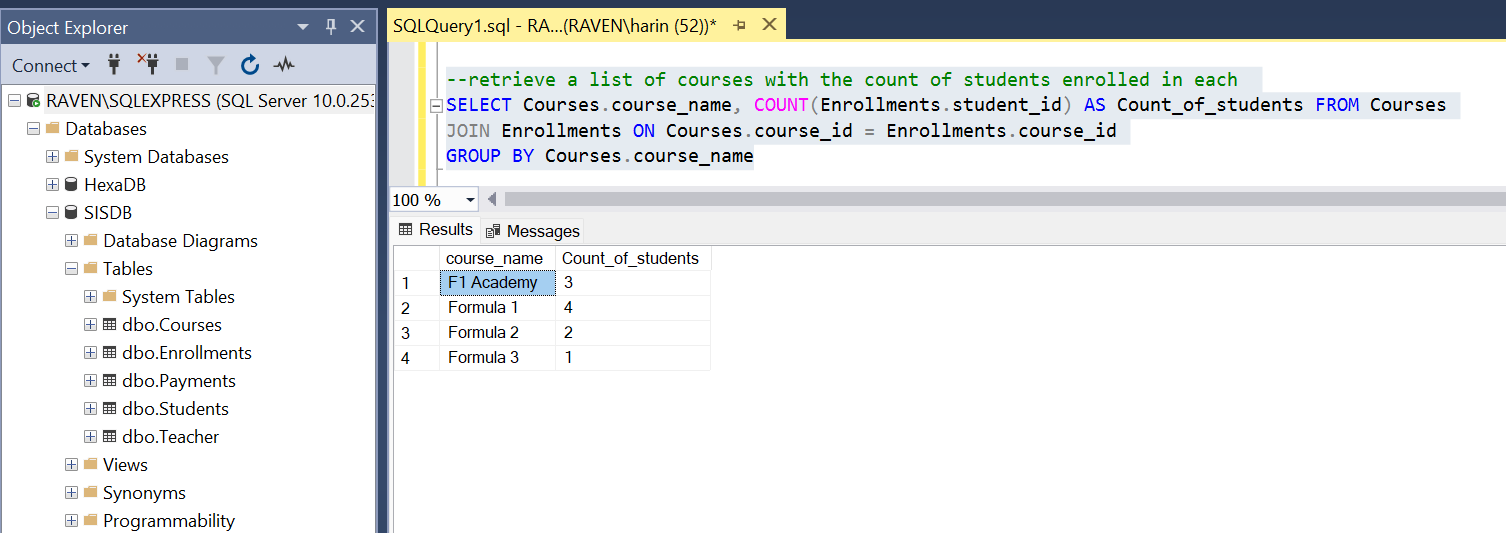 Object Explorer
Connect
RAVEN\SQLEXPRESS (SQL Server 10.0.253
Databases
System Databases
HexaDB
SISDB
Database Diagrams
Tables
System Tables
dbo.Courses
dbo.Enrollments
dbo.Payments
dbo.Students
dbo.Teacher
Views
Synonyms
Programmability
SQLQuery1.sql - RA...(RAVEN\harin (52))*
--retrieve a list of courses with the count of students enrolled in each
SELECT Courses.course_name, COUNT(Enrollments.student_id) AS Count_of_students FROM Courses
JOIN Enrollments ON Courses.course_id = Enrollments.course_id
GROUP BY Courses.course_name
100 %
Results Messages
course_name Count_of_students
1 F1 Academy 3
2 Formula 1 4
3 Formula 2 2
4 Formula 3 1